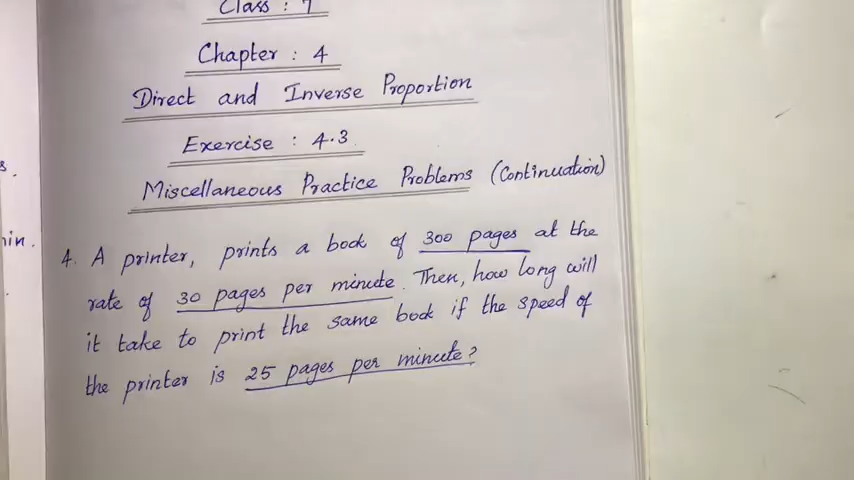 Class : 7
Chapter : 4
Direct and Inverse Proportion
Exercise : 4.3
Miscellaneous Practice Problems (Continuation)
4. A printer, prints a book of 300 pages at the
rate of 30 pages per minute. Then, how long will
it take to print the same book if the speed of
the printer is 25 pages per minute?